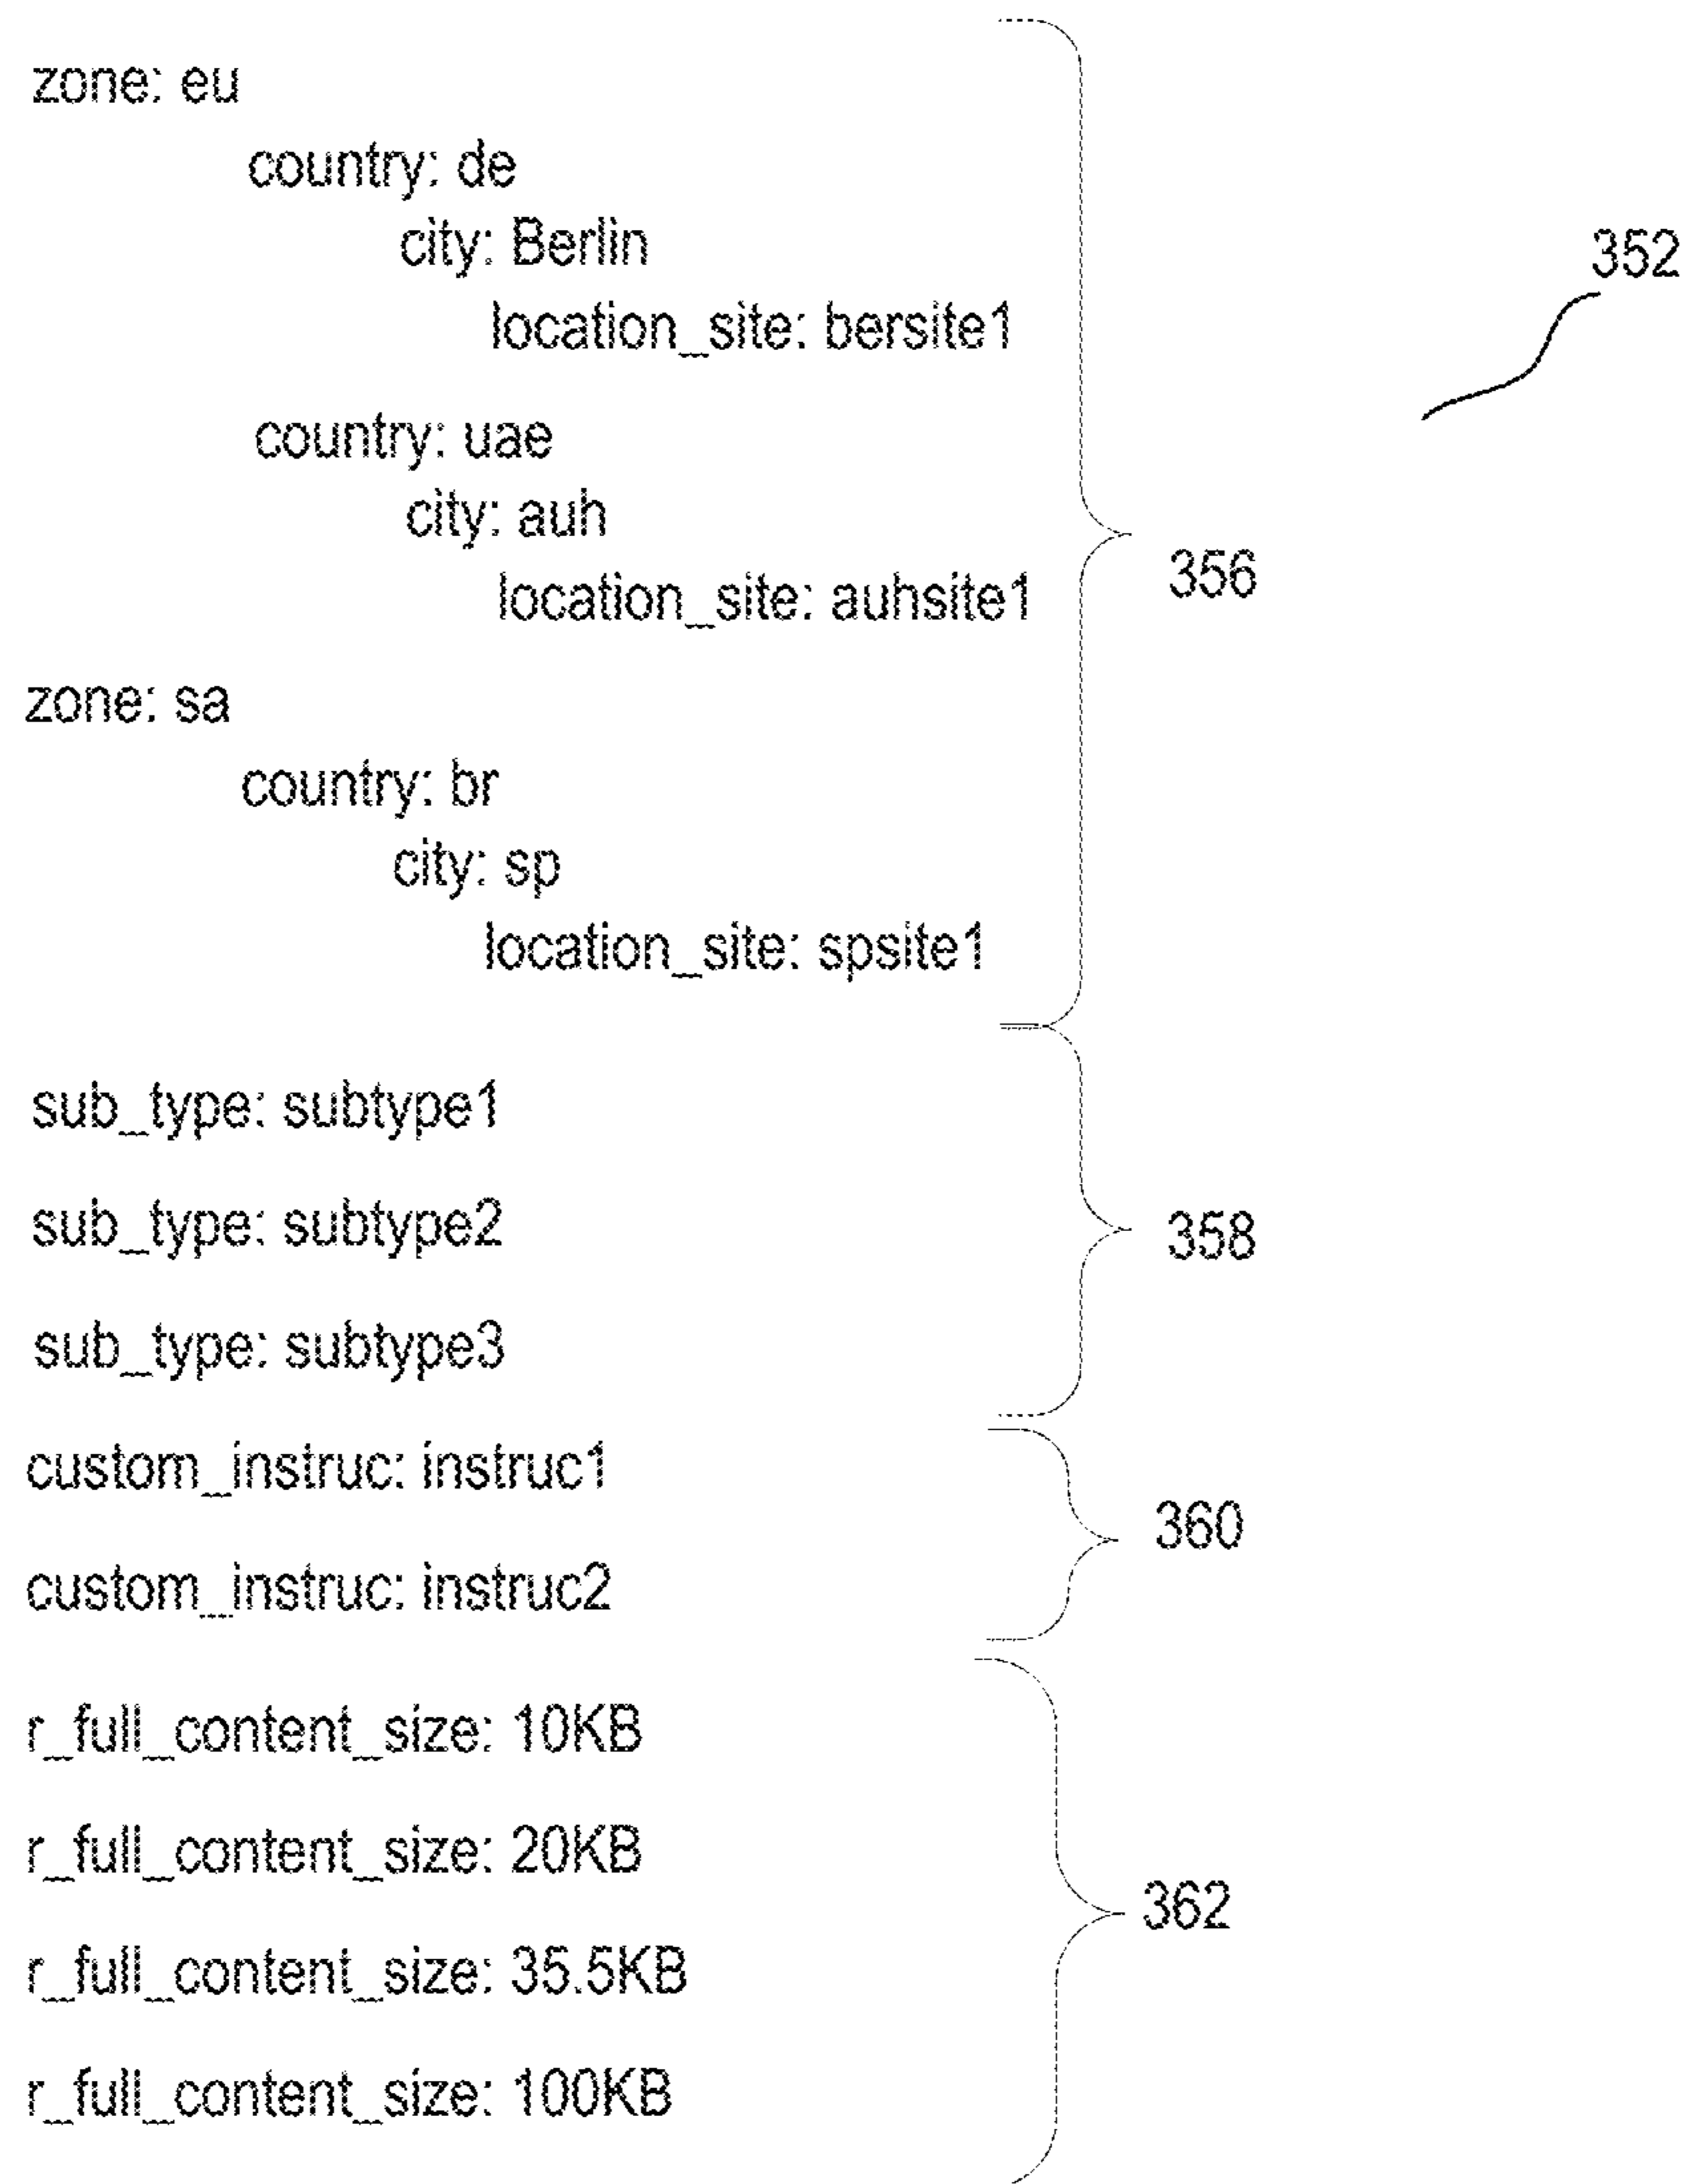 zone: eu
country: de
city: Berlin
352
location_site: bersite1
country: uae
city: auh
356
location_site: auhsite1
zone: sa
country: br
city: sp
location_site: spsite1
sub_type: subtype1
sub_type: subtype2
358
sub_type: subtype3
custom_instruc: instruc1
360
custom_instruc: instruc2
r_full_content_size: 10KB
r_full_content_size: 20KB
362
r_full_content_size: 35.5KB
r_full_content_size: 100KB